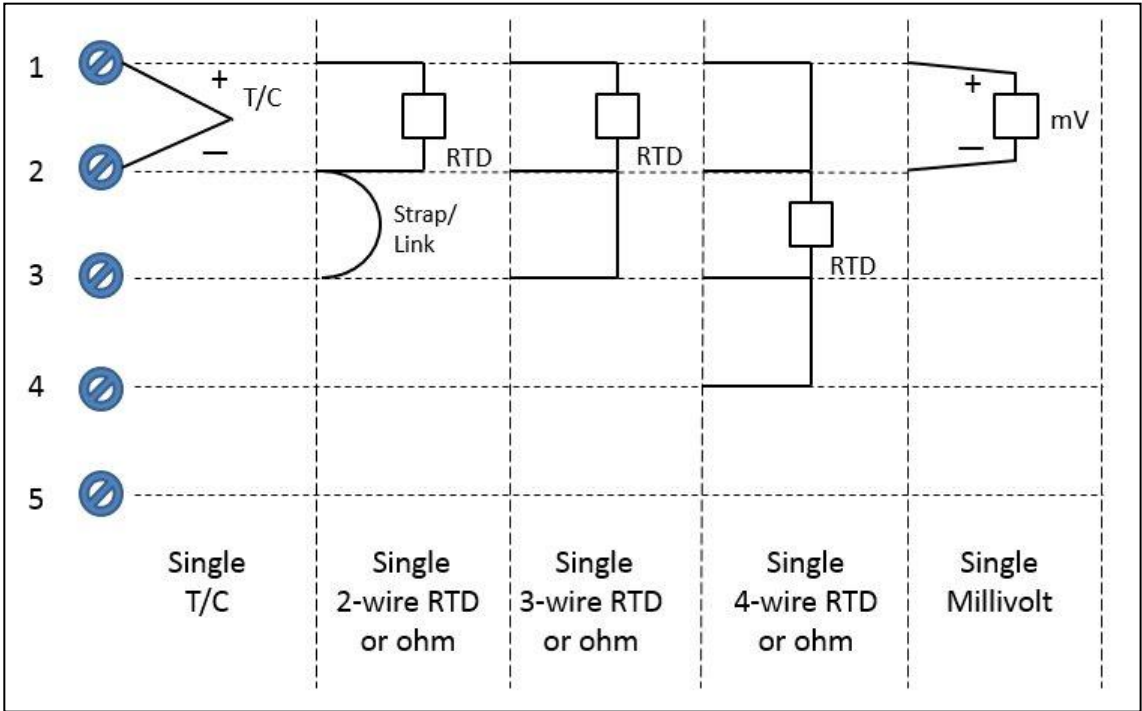 1
+
T/C
−
2
3
4
5
RTD
Strap/
Link
RTD
RTD
+
−
mV
Single
T/C
Single
2-wire RTD
or ohm
Single
3-wire RTD
or ohm
Single
4-wire RTD
or ohm
Single
Millivolt